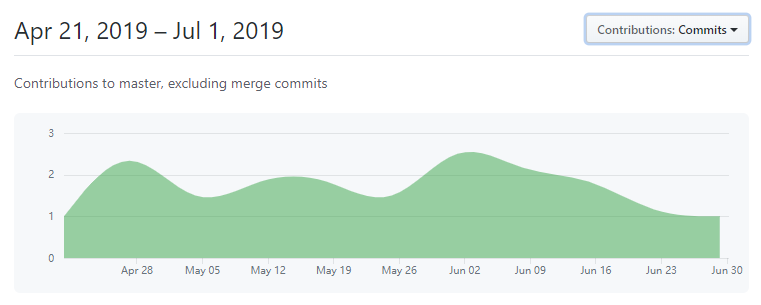 Apr 21, 2019 – Jul 1, 2019
Contributions: Commits
Contributions to master, excluding merge commits
3
2
1
0
Apr 28 May 05 May 12 May 19 May 26 Jun 02 Jun 09 Jun 16 Jun 23 Jun 30